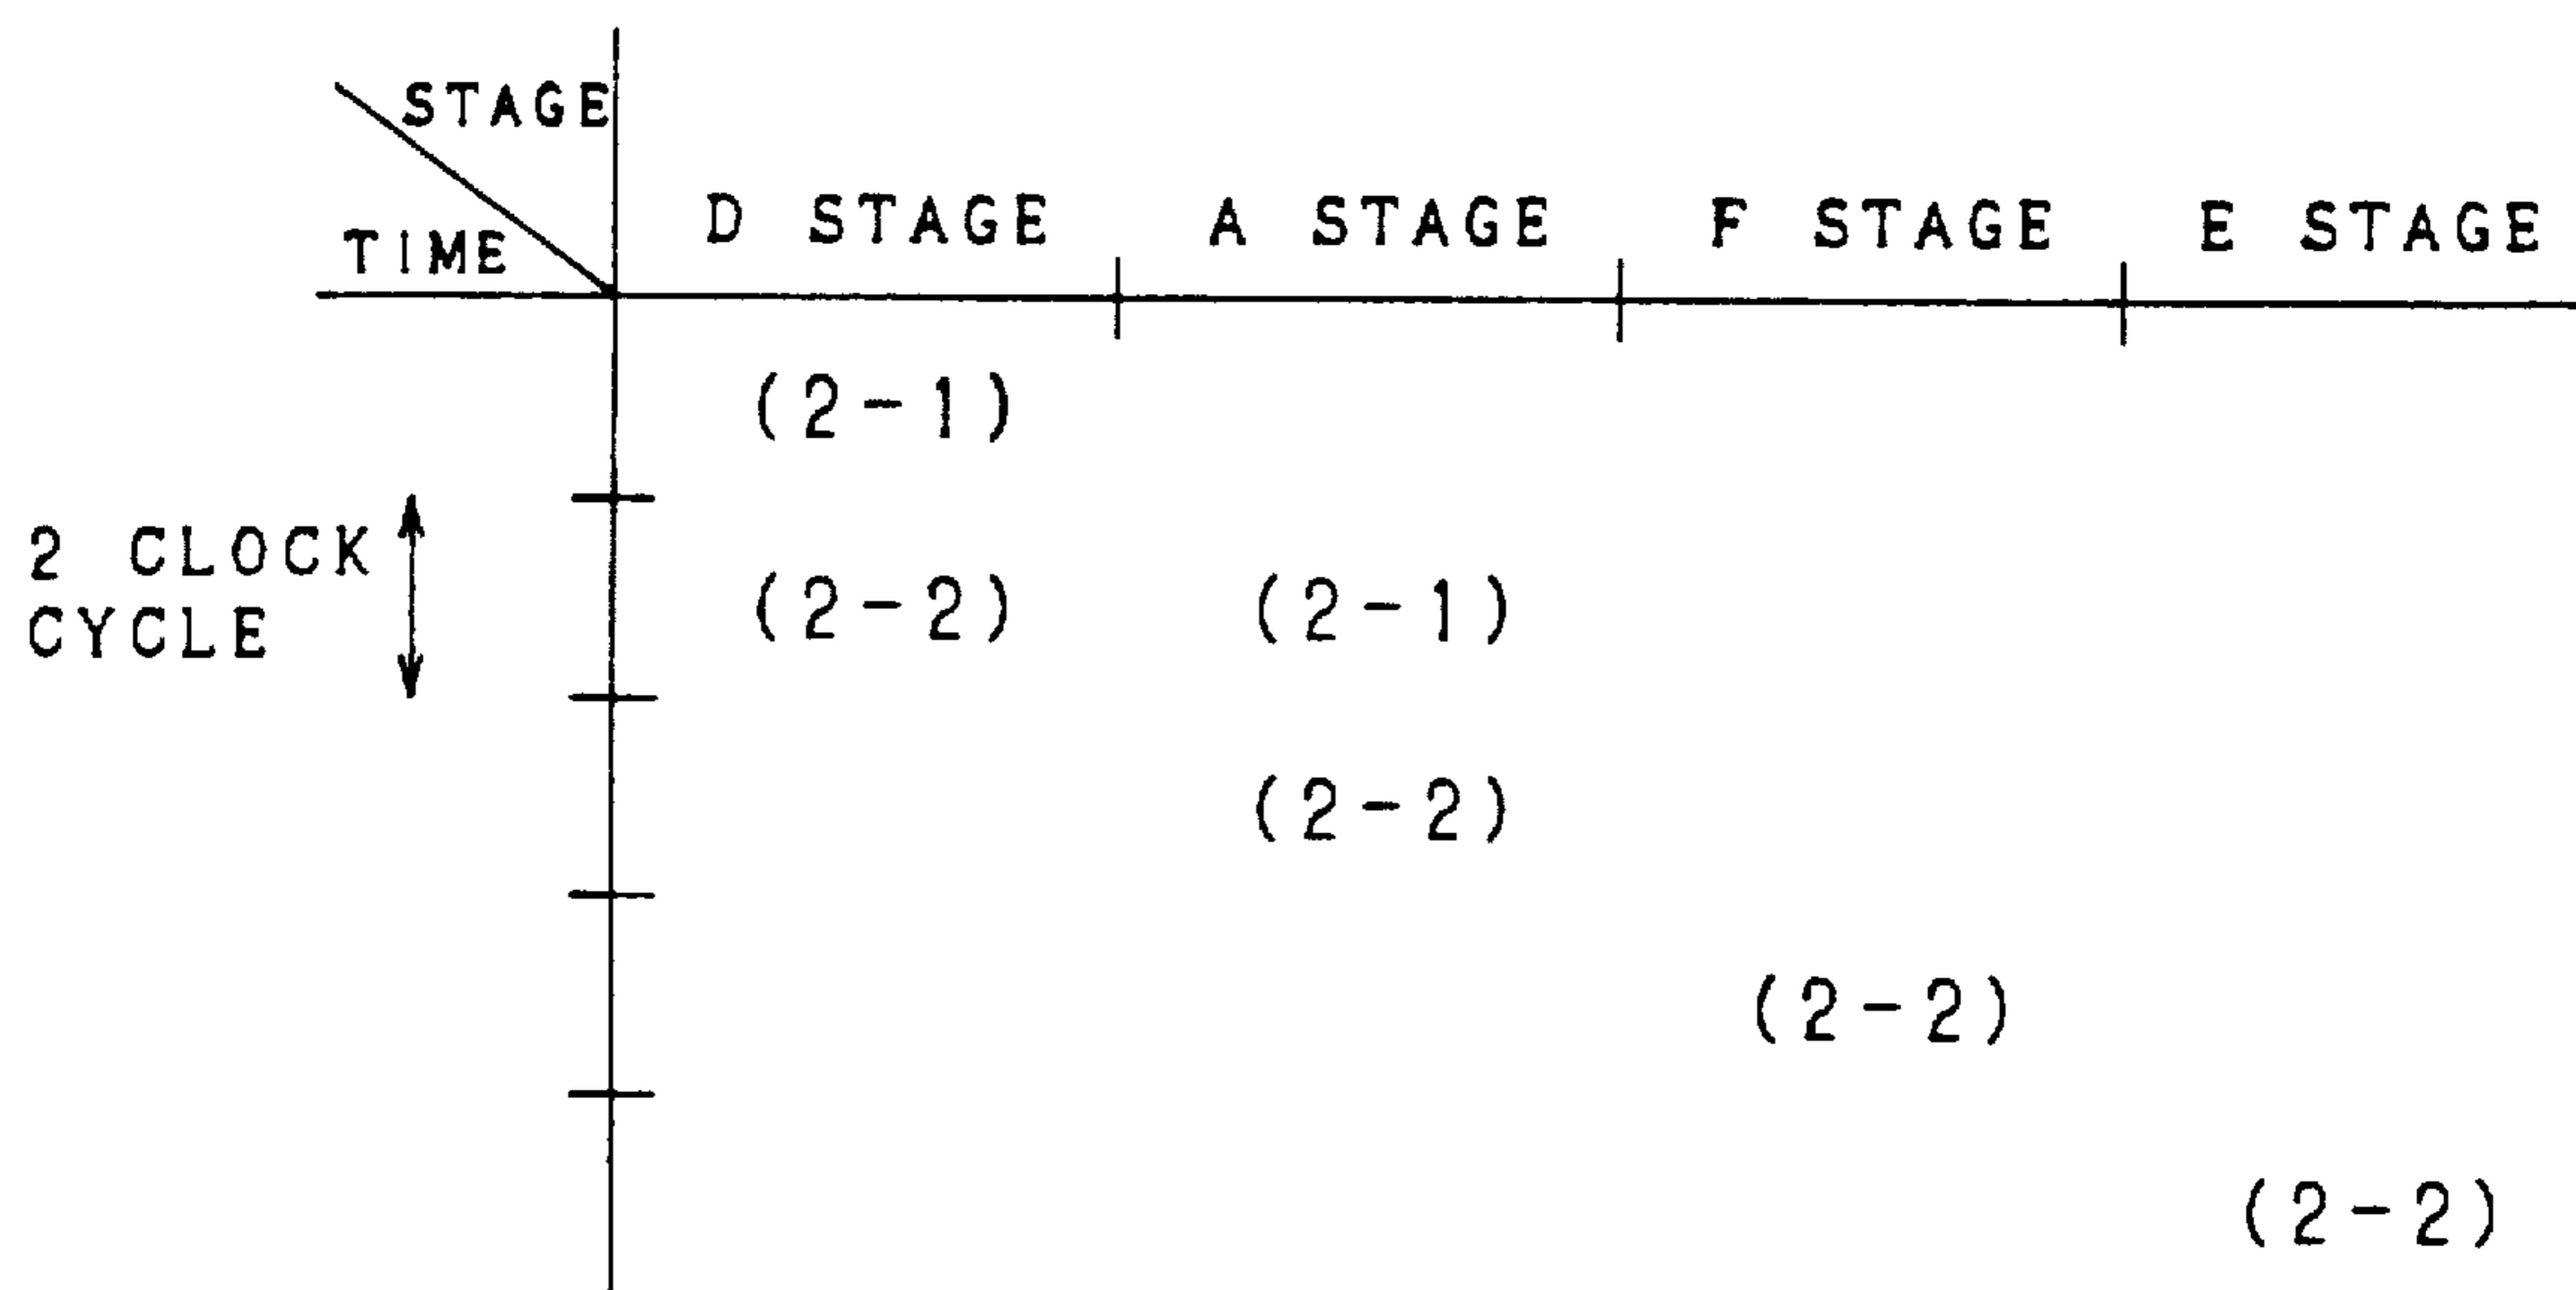 STAGE
TIME
D STAGE A STAGE F STAGE E STAGE
(2-1)
2 CLOCK
CYCLE
(2-2) (2-1)
(2-2)
(2-2)
(2-2)